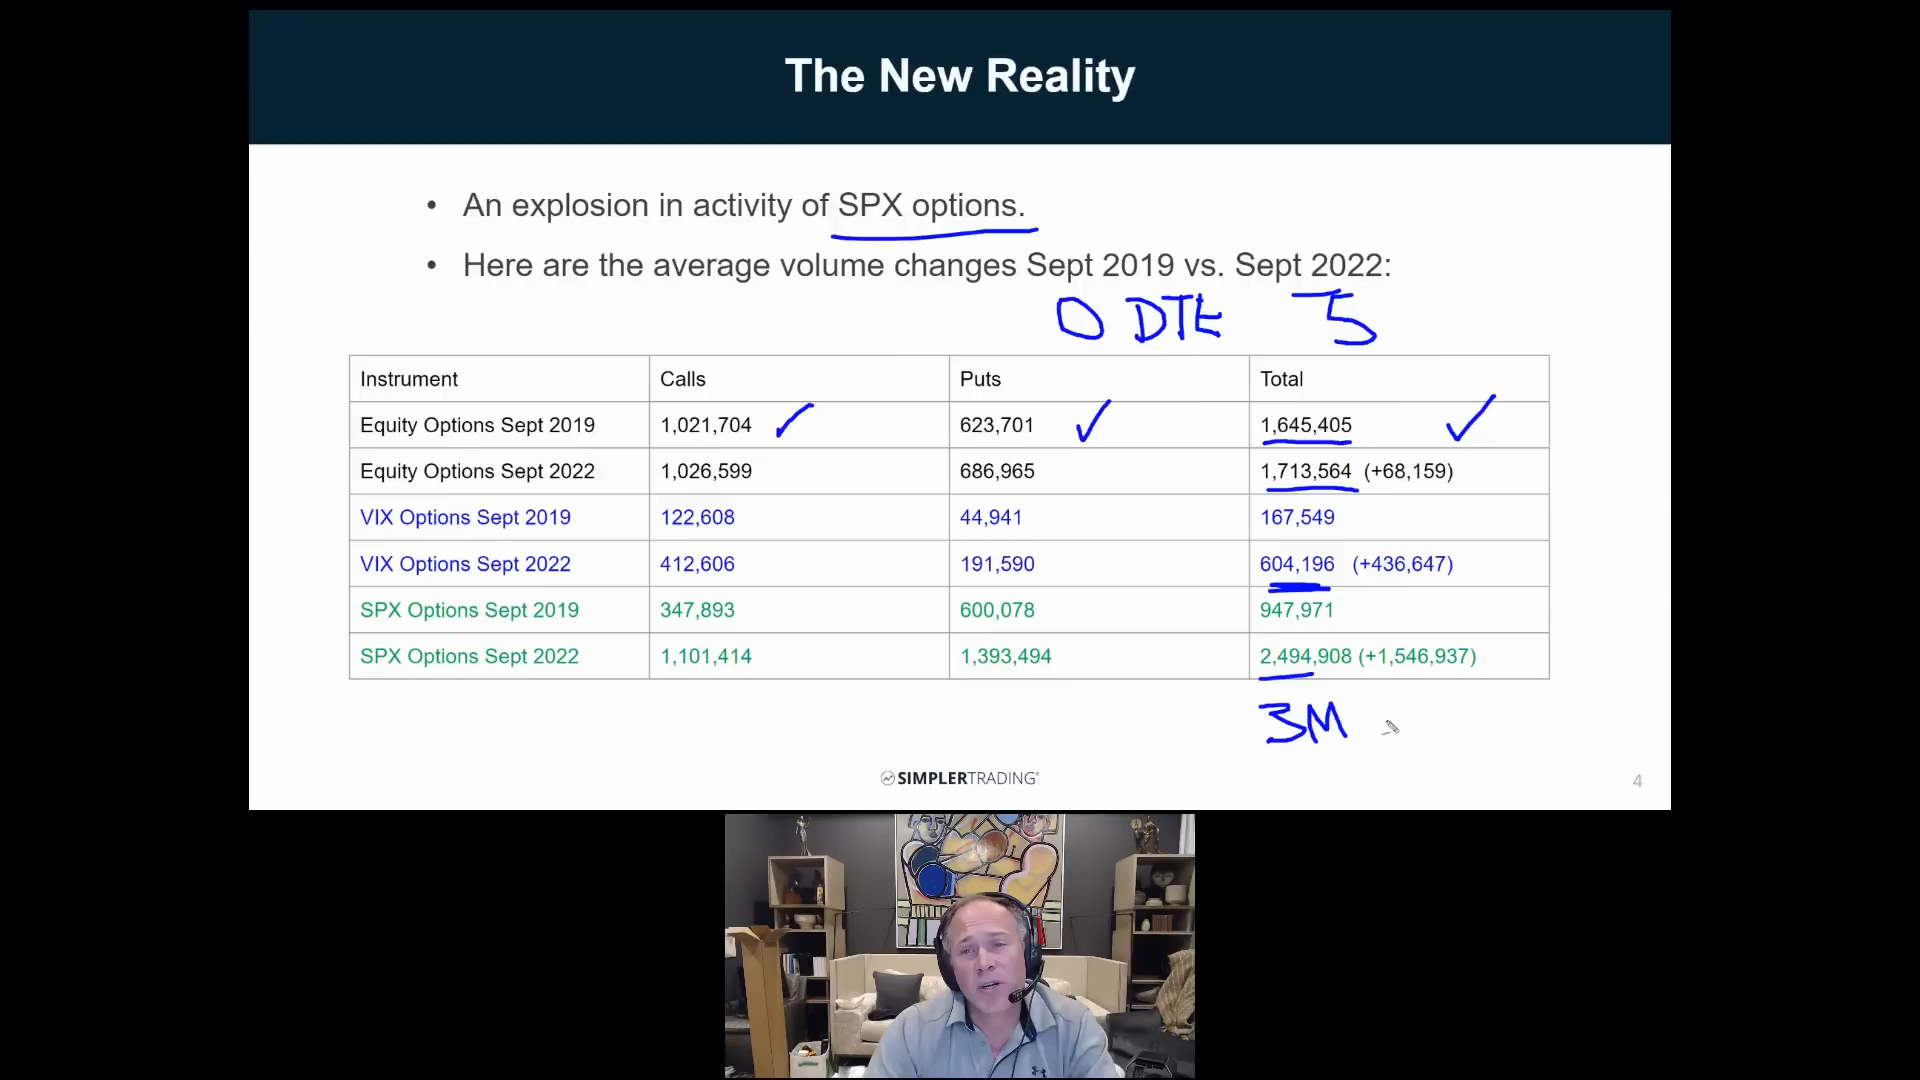 The New Reality
• An explosion in activity of SPX options.
• Here are the average volume changes Sept 2019 vs. Sept 2022:
0 DTE 5
Instrument Calls Puts Total
Equity Options Sept 2019 1,021,704 623,701 1,645,405
Equity Options Sept 2022 1,026,599 686,965 1,713,564 (+68,159)
VIX Options Sept 2019 122,608 44,941 167,549
VIX Options Sept 2022 412,606 191,590 604,196 (+436,647)
SPX Options Sept 2019 347,893 600,078 947,971
SPX Options Sept 2022 1,101,414 1,393,494 2,494,908 (+1,546,937)
3M
SIMPLERTRADING®
4